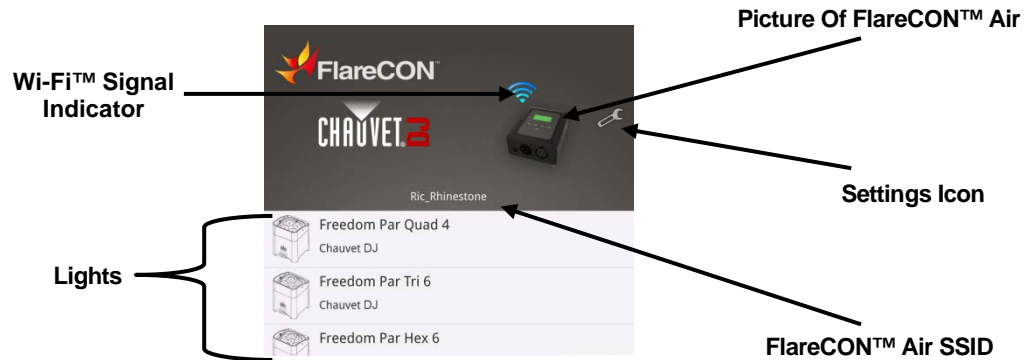 Picture Of FlareCON™ Air
FlareCON™
Wi-Fi™ Signal
Indicator
CHAUVET DJ
Settings Icon
Ric_Rhinestone
Freedom Par Quad 4
Chauvet DJ
Lights
Freedom Par Tri 6
Chauvet DJ
Freedom Par Hex 6
FlareCON™ Air SSID